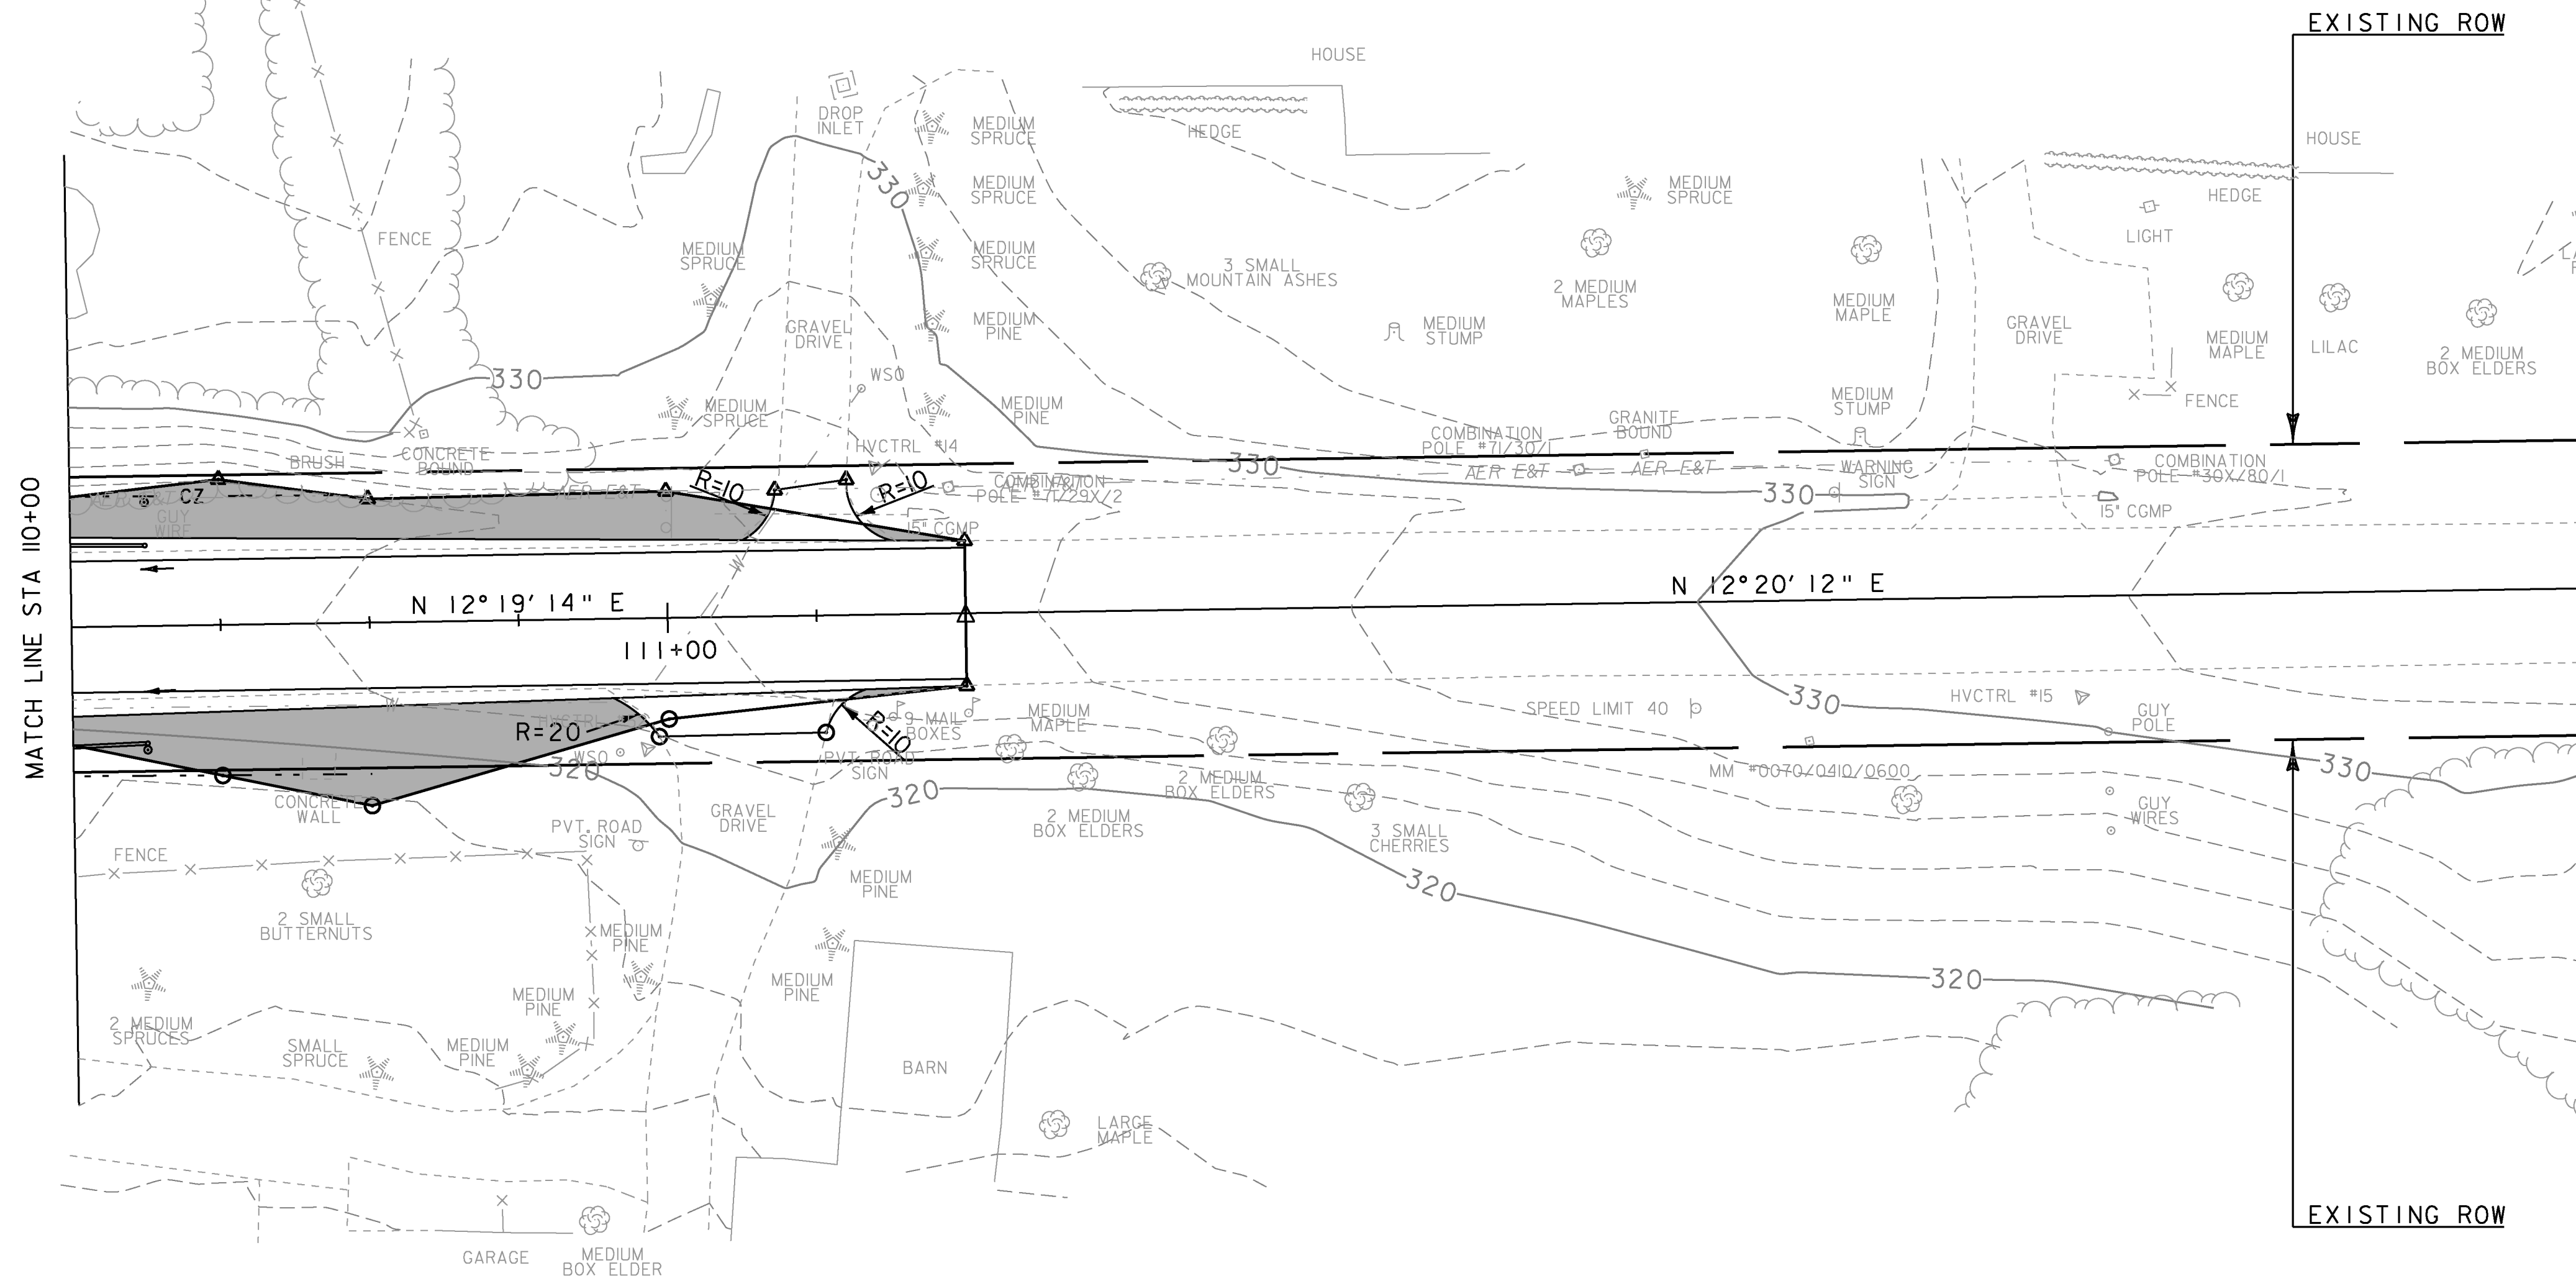 EXISTING ROW
HOUSE
DROP
INLET
MEDIUM
SPRUCE
HEDGE
HOUSE
330
MEDIUM
SPRUCE
MEDIUM
SPRUCE
HEDGE
FENCE
LIGHT
MEDIUM
SPRUCE
MEDIUM
SPRUCE
3 SMALL
MOUNTAIN ASHES
2 MEDIUM
MAPLES
MEDIUM
MAPLE
GRAVEL
DRIVE
MEDIUM
PINE
MEDIUM
STUMP
GRAVEL
DRIVE
MEDIUM
MAPLE
LILAC
2 MEDIUM
BOX ELDERS
330
WSO
MEDIUM
SPRUCE
MEDIUM
PINE
MEDIUM
STUMP
FENCE
GRANITE
BOUND
COMBINATION
POLE #71/30/1
HVCTRL #14
CONCRETE
BOUND
BRUSH
330
AER E&T
AER E&T
WARNING
SIGN
COMBINATION
POLE #30X/80/1
CZ
AER E&T
R=10
R=10
COMBINATION
POLE #71/29X/2
330
GUY
WIRE
15" CGMP
15" CGMP
MATCH LINE STA 110+00
W
N 12°19'14" E
N 12°20'12" E
111+00
W
330
HVCTRL #15
SPEED LIMIT 40
GUY
POLE
HVCTRL
R=20
R=10
9 MAIL
BOXES
MEDIUM
MAPLE
WSO
320
PVT. ROAD
SIGN
2 MEDIUM
BOX ELDERS
MM #0070/0410/0600
330
320
CONCRETE
WALL
GRAVEL
DRIVE
2 MEDIUM
BOX ELDERS
3 SMALL
CHERRIES
GUY
WIRES
PVT. ROAD
SIGN
FENCE
MEDIUM
PINE
320
2 SMALL
BUTTERNUTS
MEDIUM
PINE
MEDIUM
PINE
MEDIUM
PINE
320
2 MEDIUM
SPRUCES
SMALL
SPRUCE
MEDIUM
PINE
BARN
LARGE
MAPLE
EXISTING ROW
GARAGE
MEDIUM
BOX ELDER